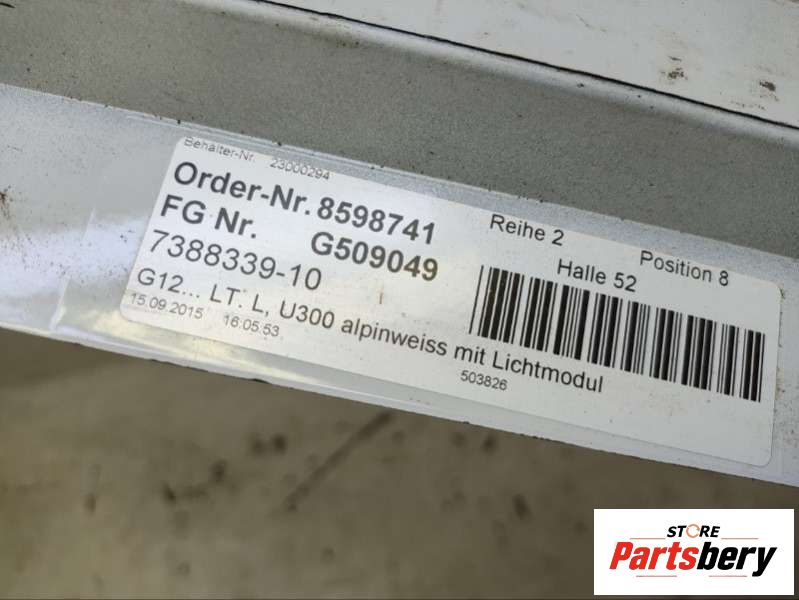 Behälter-Nr. 23000294
Order-Nr. 8598741
Reihe 2
Position 8
FG Nr. G509049
Halle 52
7388339-10
G12... LT. L, U300 alpinweiss mit Lichtmodul
15.09.2015 16:05:53
503826
STORE
Partsbery